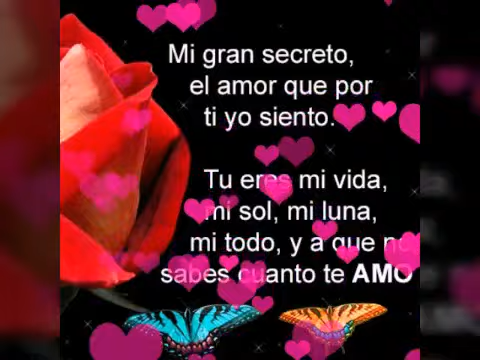 Mi gran secreto,
el amor que por
ti yo siento.
Tu eres mi vida,
mi sol, mi luna,
mi todo, y a que no
sabes cuanto te AMO